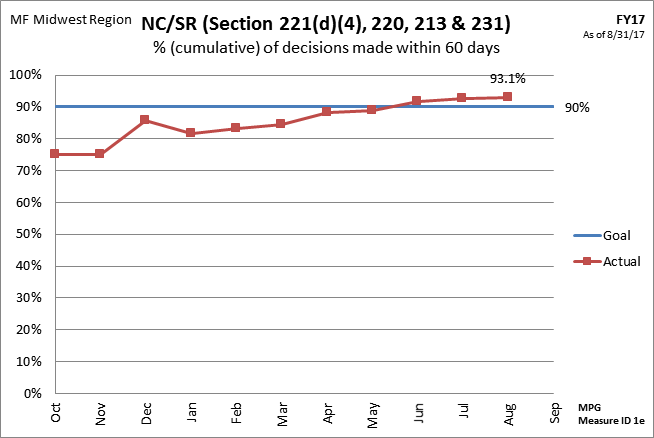 MF Midwest Region
NC/SR (Section 221(d)(4), 220, 213 & 231)
FY17
% (cumulative) of decisions made within 60 days
As of 8/31/17
100%
90%
80%
70%
60%
50%
40%
30%
20%
10%
0%
93.1%
90%
Goal
Actual
Oct
Nov
Dec
Jan
Feb
Mar
Apr
May
Jun
Jul
Aug
Sep
MPG
Measure ID 1e